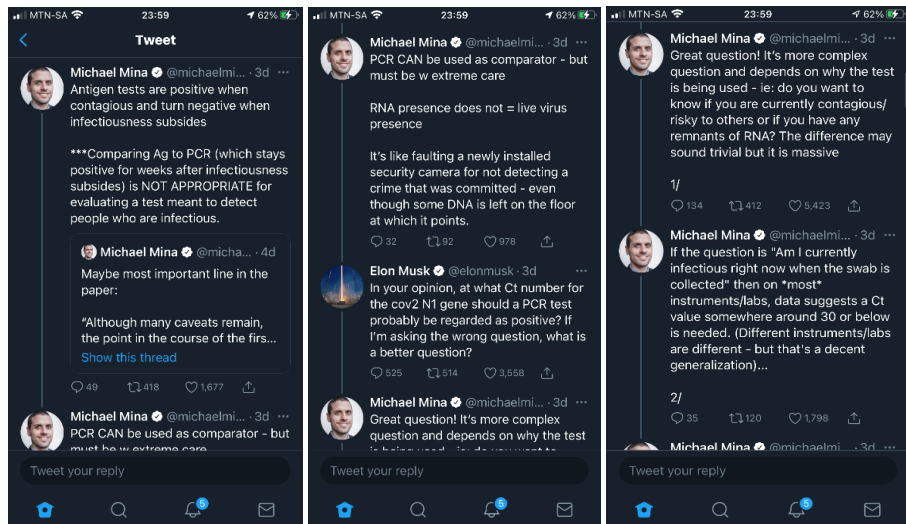 MTN-SA 23:59 62%
Tweet
Michael Mina @michaelmi... · 3d
Antigen tests are positive when
contagious and turn negative when
infectiousness subsides
***Comparing Ag to PCR (which stays
positive for weeks after infectiousness
subsides) is NOT APPROPRIATE for
evaluating a test meant to detect
people who are infectious.
Michael Mina @micha... · 4d
Maybe most important line in the
paper:
“Although many caveats remain,
the point in the course of the firs...
Show this thread
49 418 1,677
Michael Mina @michaelmi... · 3d
PCR CAN be used as comparator - but
must be w extreme care
Tweet your reply
5
MTN-SA 23:59 62%
Michael Mina @michaelmi... · 3d
PCR CAN be used as comparator - but
must be w extreme care
RNA presence does not = live virus
presence
It's like faulting a newly installed
security camera for not detecting a
crime that was committed - even
though some DNA is left on the floor
at which it points.
32 92 978
Elon Musk @elonmusk · 3d
In your opinion, at what Ct number for
the cov2 N1 gene should a PCR test
probably be regarded as positive? If
I'm asking the wrong question, what is
a better question?
525 514 3,558
Michael Mina @michaelmi... · 3d
Great question! It's more complex
question and depends on why the test
is being used - ie: do you want to
Tweet your reply
5
MTN-SA 23:59 62%
Michael Mina @michaelmi... · 3d
Great question! It's more complex
question and depends on why the test
is being used - ie: do you want to
know if you are currently contagious/
risky to others or if you have any
remnants of RNA? The difference may
sound trivial but it is massive
1/
134 412 5,423
Michael Mina @michaelmi... · 3d
If the question is "Am I currently
infectious right now when the swab is
collected" then on *most*
instruments/labs, data suggests a Ct
value somewhere around 30 or below
is needed. (Different instruments/labs
are different - but that's a decent
generalization)...
2/
35 120 1,798
Michael Mina @michaelmi... · 3d
Tweet your reply
5